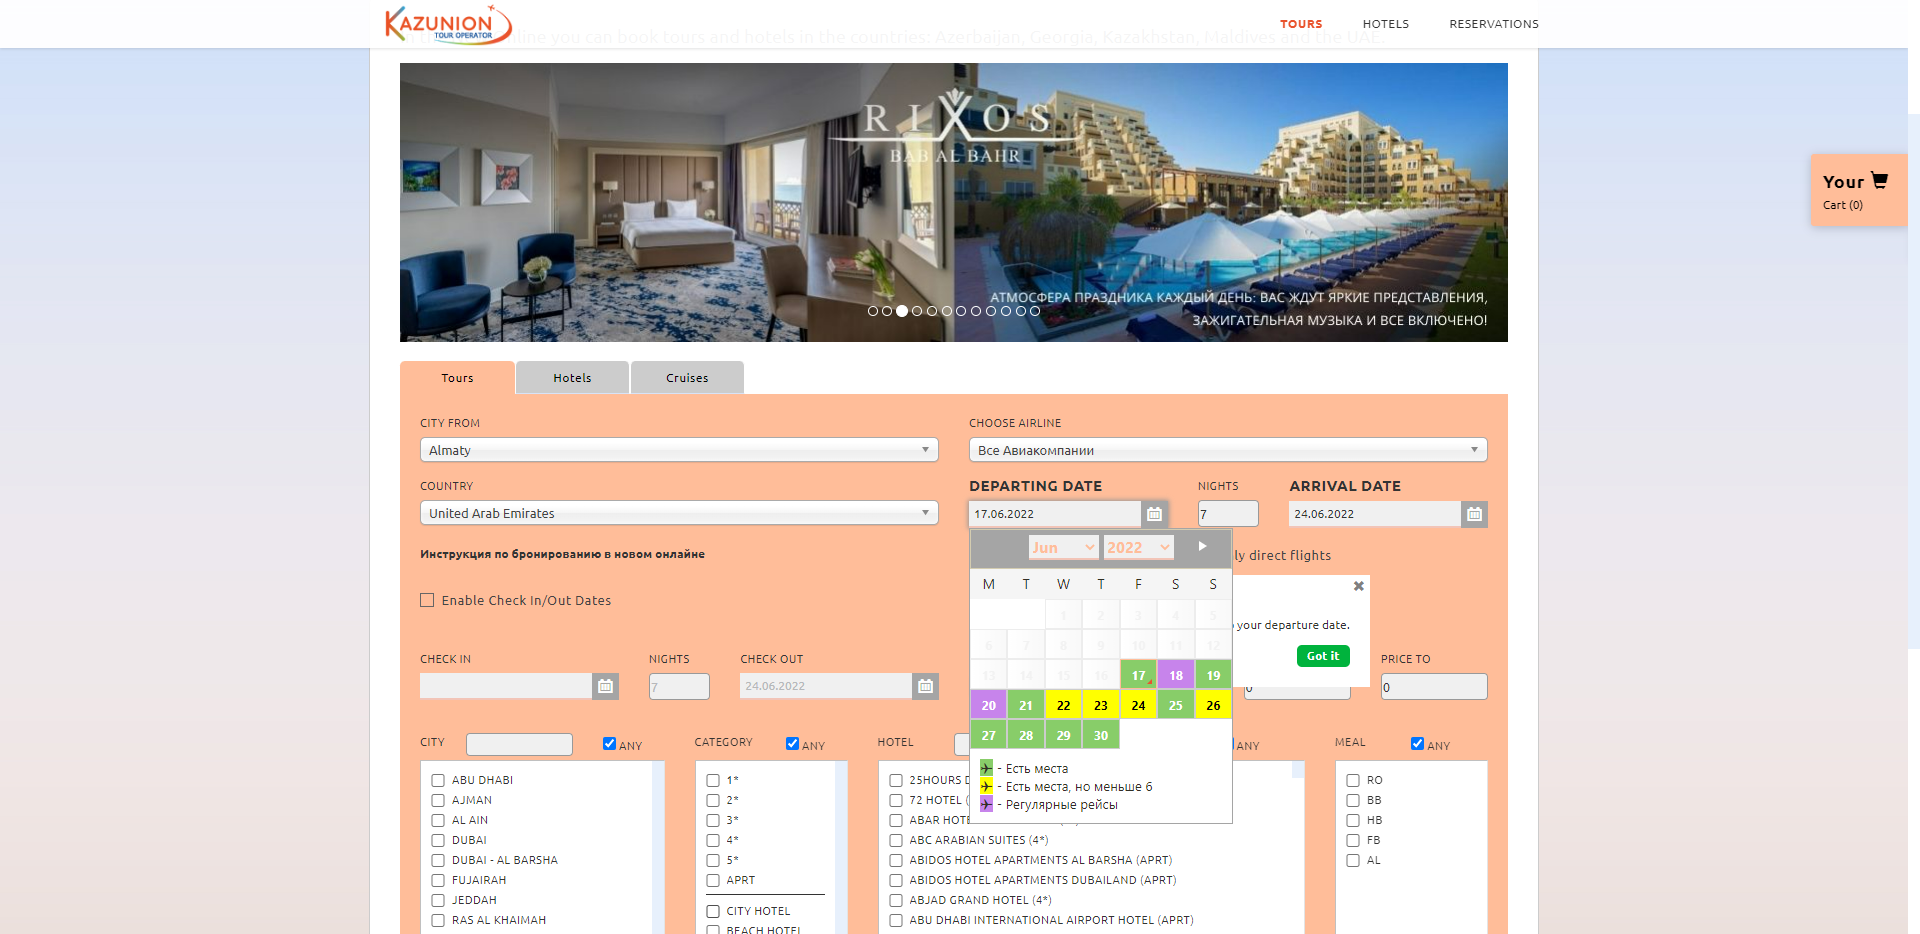 KAZUNION
TOUR OPERATOR
TOURS
HOTELS
RESERVATIONS
line you can book tours and hotels in the countries: Azerbaijan, Georgia, Kazakhstan, Maldives and the UAE.
RIXOS
BAB AL BAHR
АТМОСФЕРА ПРАЗДНИКА КАЖДЫЙ ДЕНЬ: ВАС ЖДУТ ЯРКИЕ ПРЕДСТАВЛЕНИЯ,
ЗАЖИГАТЕЛЬНАЯ МУЗЫКА И ВСЕ ВКЛЮЧЕНО!
Your
Cart (0)
Tours
Hotels
Cruises
CITY FROM
CHOOSE AIRLINE
Almaty
Все Авиакомпании
COUNTRY
DEPARTING DATE
NIGHTS
ARRIVAL DATE
United Arab Emirates
17.06.2022
7
24.06.2022
Инструкция по бронированию в новом онлайне
Jun
2022
ly direct flights
M T W T F S S
Enable Check In/Out Dates
1 2 3 4 5
your departure date.
6 7 8 9 10 11 12
Got it
CHECK IN
NIGHTS
CHECK OUT
PRICE TO
13 14 15 16 17 18 19
7
24.06.2022
0
0
20 21 22 23 24 25 26
27 28 29 30
CITY
ANY
CATEGORY
ANY
HOTEL
ANY
MEAL
ANY
- Есть места
- Есть места, но меньше 6
- Регулярные рейсы
ABU DHABI
AJMAN
AL AIN
DUBAI
DUBAI - AL BARSHA
FUJAIRAH
JEDDAH
RAS AL KHAIMAH
1*
2*
3*
4*
5*
APRT
CITY HOTEL
BEACH HOTEL
25HOURS
72 HOTEL
ABAR HOTE
ABC ARABIAN SUITES (4*)
ABIDOS HOTEL APARTMENTS AL BARSHA (APRT)
ABIDOS HOTEL APARTMENTS DUBAILAND (APRT)
ABJAD GRAND HOTEL (4*)
ABU DHABI INTERNATIONAL AIRPORT HOTEL (APRT)
RO
BB
HB
FB
AL